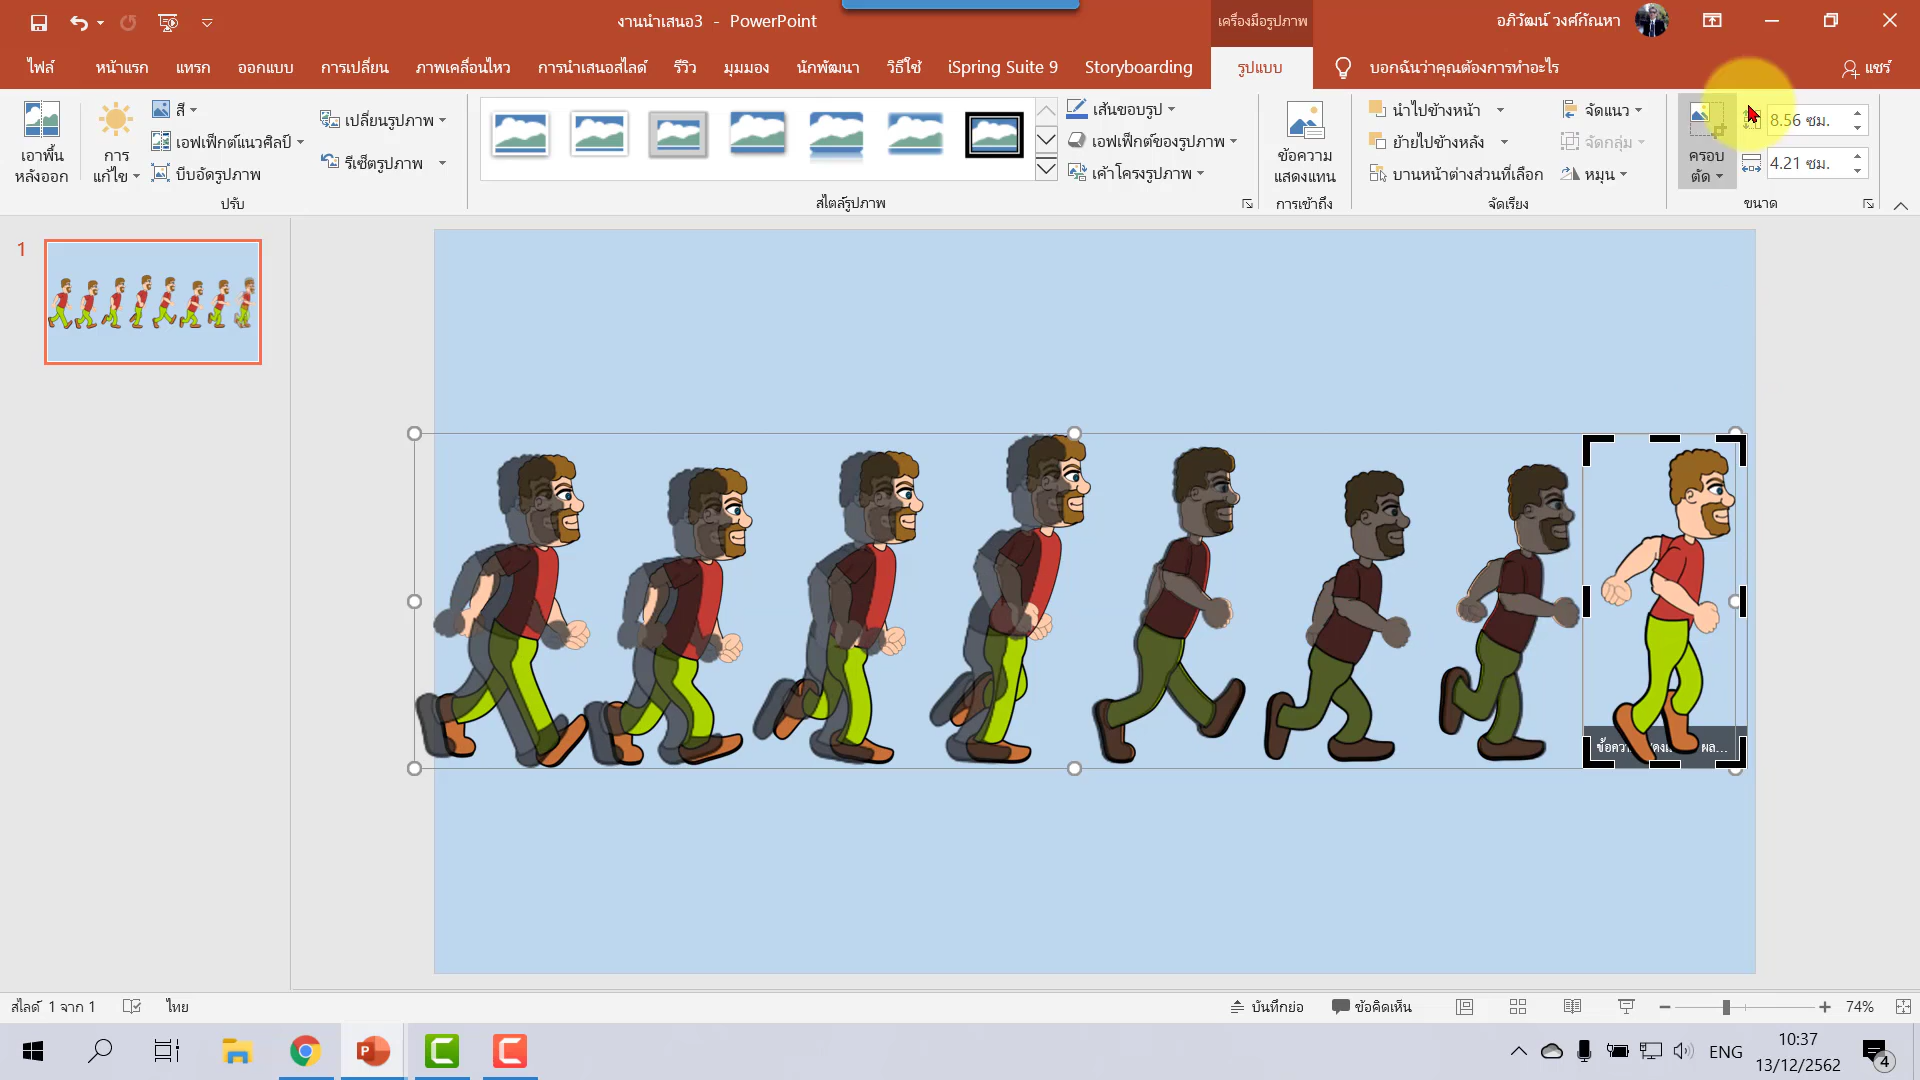 งานนำเสนอ3 - PowerPoint
เครื่องมือรูปภาพ
อภิวัฒน์ วงศ์กัณหา
ไฟล์ หน้าแรก แทรก ออกแบบ การเปลี่ยน ภาพเคลื่อนไหว การนำเสนอสไลด์ รีวิว มุมมอง นักพัฒนา วิธีใช้ iSpring Suite 9 Storyboarding รูปแบบ บอกฉันว่าคุณต้องการทำอะไร แชร์
เอาพื้น
หลังออก
การ
แก้ไข
สี
เอฟเฟ็กต์แนวศิลป์
บีบอัดรูปภาพ
เปลี่ยนรูปภาพ
รีเซ็ตรูปภาพ
ปรับ
สไตล์รูปภาพ
เส้นขอบรูป
เอฟเฟ็กต์ของรูปภาพ
เค้าโครงรูปภาพ
ข้อความ
แสดงแทน
การเข้าถึง
นำไปข้างหน้า
ย้ายไปข้างหลัง
บานหน้าต่างส่วนที่เลือก
จัดแนว
จัดกลุ่ม
หมุน
จัดเรียง
ครอบ
ตัด
8.56 ซม.
4.21 ซม.
ขนาด
1
สไลด์ 1 จาก 1
ไทย
บันทึกย่อ
ข้อคิดเห็น
74%
ENG
10:37
13/12/2562
4